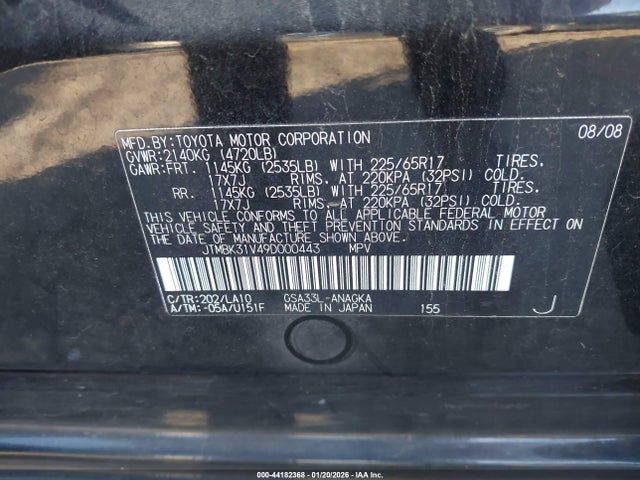 MFD.BY:TOYOTA MOTOR CORPORATION 08/08
GVWR:2140KG (4720LB)
GAWR:FRT. 1145KG (2535LB) WITH 225/65R17 TIRES.
17X7J RIMS. AT 220KPA (32PSI) COLD.
RR. 1145KG (2535LB) WITH 225/65R17 TIRES.
17X7J RIMS. AT 220KPA (32PSI) COLD.
THIS VEHICLE CONFORMS TO ALL APPLICABLE FEDERAL MOTOR
VEHICLE SAFETY AND THEFT PREVENTION STANDARDS IN EFFECT ON
THE DATE OF MANUFACTURE SHOWN ABOVE.
JTMBK31V49D000443 MPV
C/TR:202/LA10 GSA33L-ANAGKA
A/TM:-05A/U151F MADE IN JAPAN 155 J
000-44182368 - 01/20/2026 - IAA Inc.